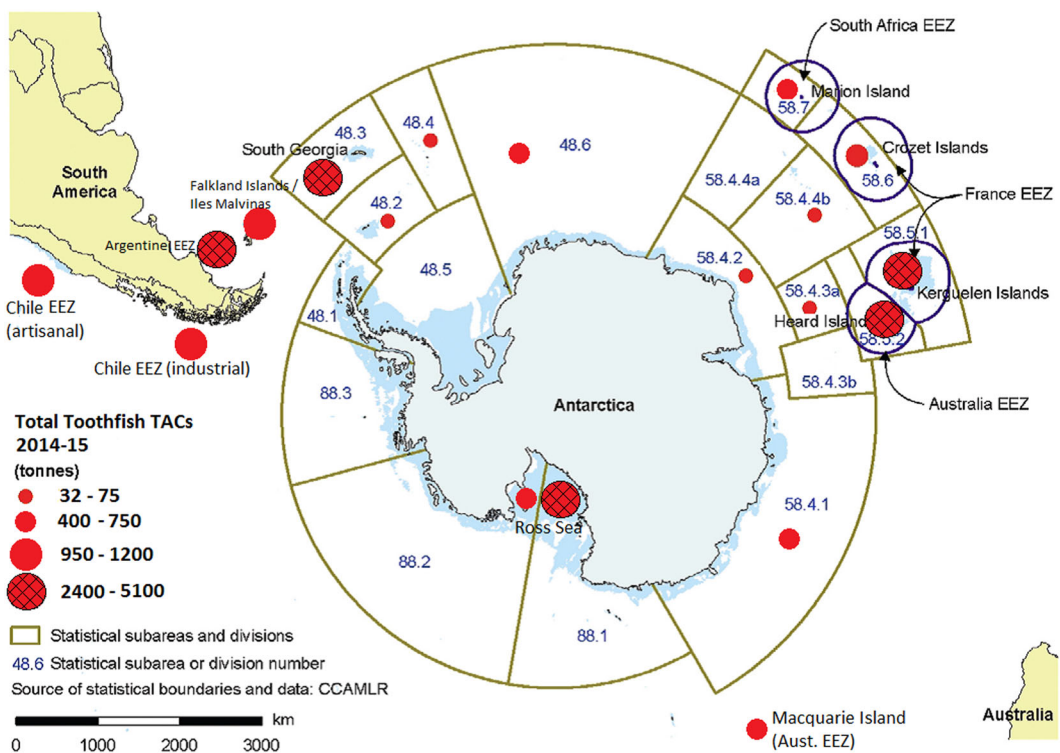 South Africa EEZ
Marion Island
58.7
48.4
48.3
48.6
South Georgia
Crozet Islands
58.6
South
America
Falkland Islands /
Iles Malvinas
58.4.4a
58.4.4b
France EEZ
48.2
58.5.1
Argentinel EEZ
58.4.2
48.5
58.4.3a
Kerguelen Islands
Chile EEZ
(artisanal)
48.1
Heard Island
58.5.2
Chile EEZ (industrial)
88.3
58.4.3b
Australia EEZ
Antarctica
Total Toothfish TACs
2014-15
(tonnes)
32 - 75
400 - 750
950 - 1200
2400 - 5100
58.4.1
Ross Sea
88.2
88.1
Statistical subareas and divisions
48.6 Statistical subarea or division number
Source of statistical boundaries and data: CCAMLR
km
0 1000 2000 3000
Macquarie Island
(Aust. EEZ)
Australia